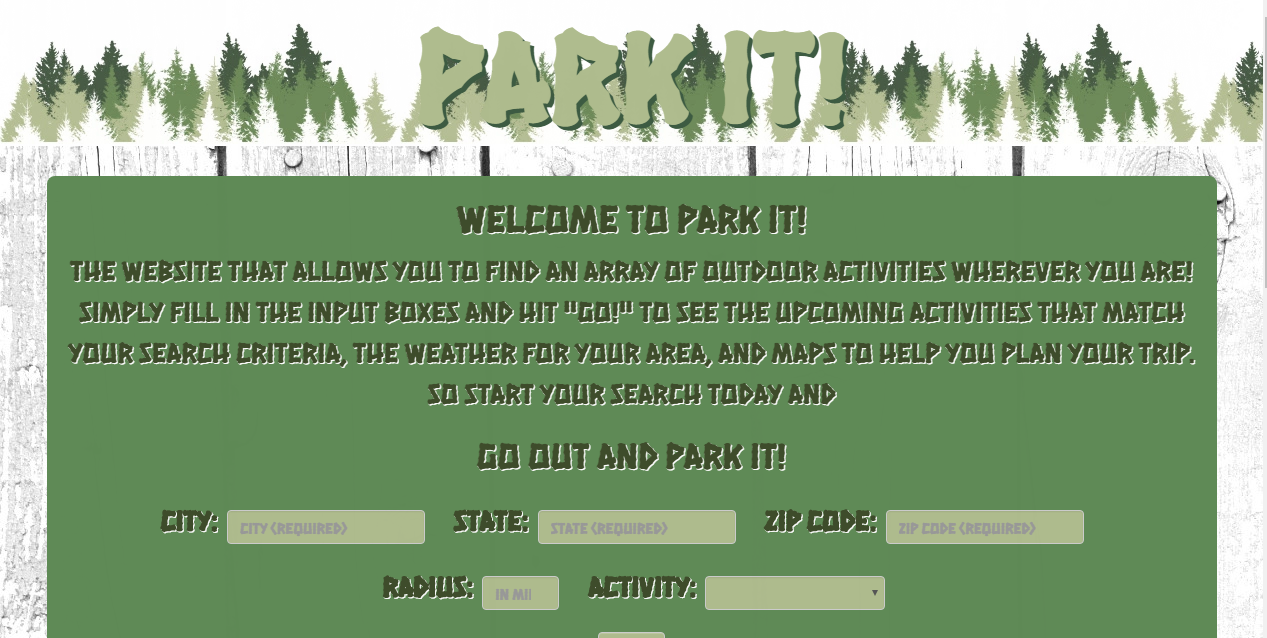 PARK IT!
WELCOME TO PARK IT!
THE WEBSITE THAT ALLOWS YOU TO FIND AN ARRAY OF OUTDOOR ACTIVITIES WHEREVER YOU ARE!
SIMPLY FILL IN THE INPUT BOXES AND HIT "GO!" TO SEE THE UPCOMING ACTIVITIES THAT MATCH
YOUR SEARCH CRITERIA, THE WEATHER FOR YOUR AREA, AND MAPS TO HELP YOU PLAN YOUR TRIP.
SO START YOUR SEARCH TODAY AND
GO OUT AND PARK IT!
CITY: CITY (REQUIRED) STATE: STATE (REQUIRED) ZIP CODE: ZIP CODE (REQUIRED)
RADIUS: IN ACTIVITY: